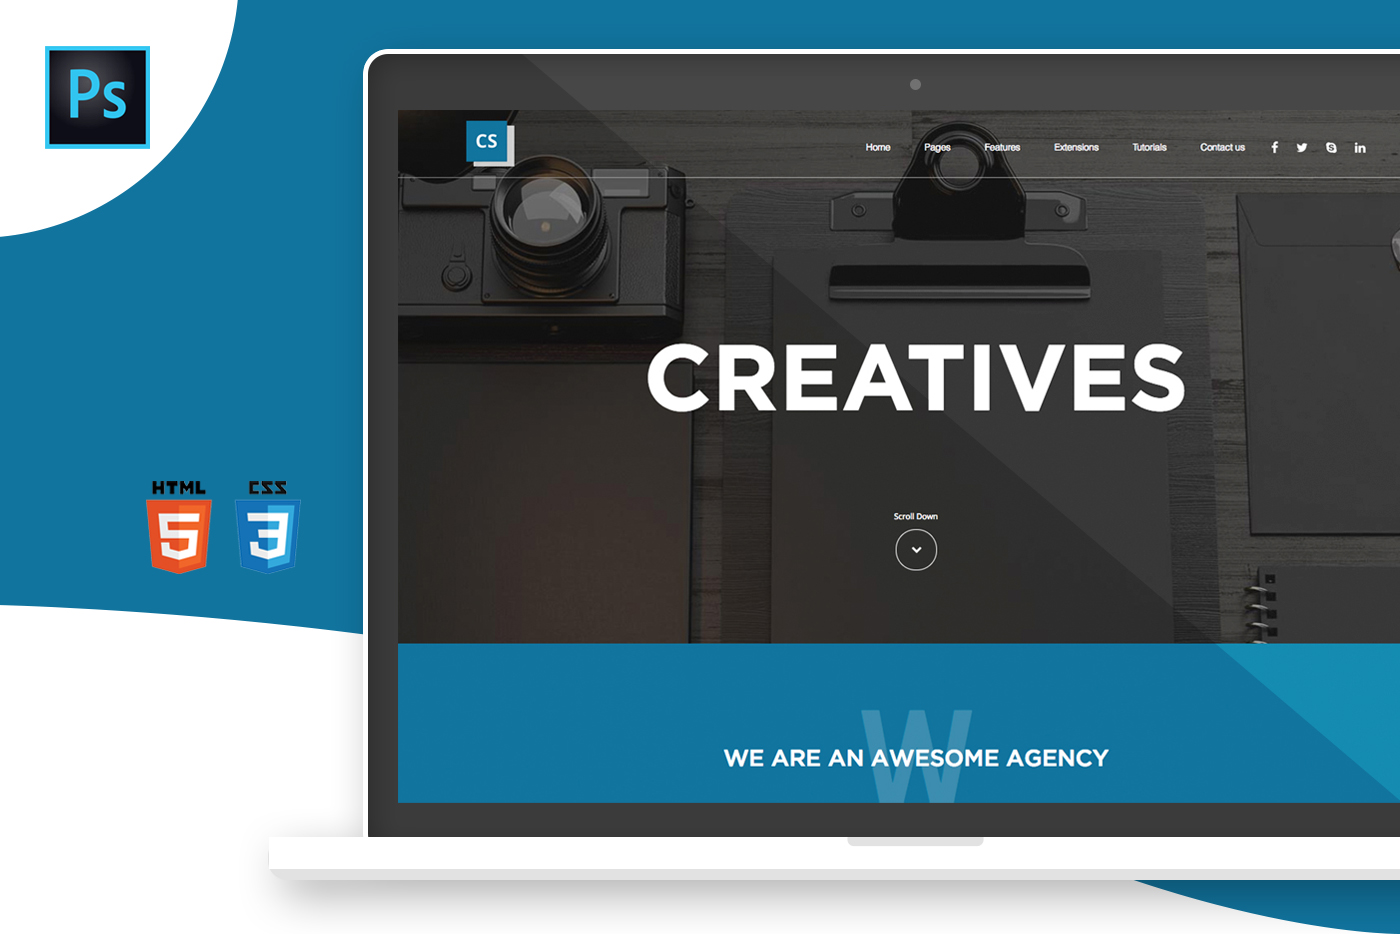 Ps
CS
Home Pages Features Extensions Tutorials Contact us
CREATIVES
HTML CSS
5 3
Scroll Down
W
WE ARE AN AWESOME AGENCY